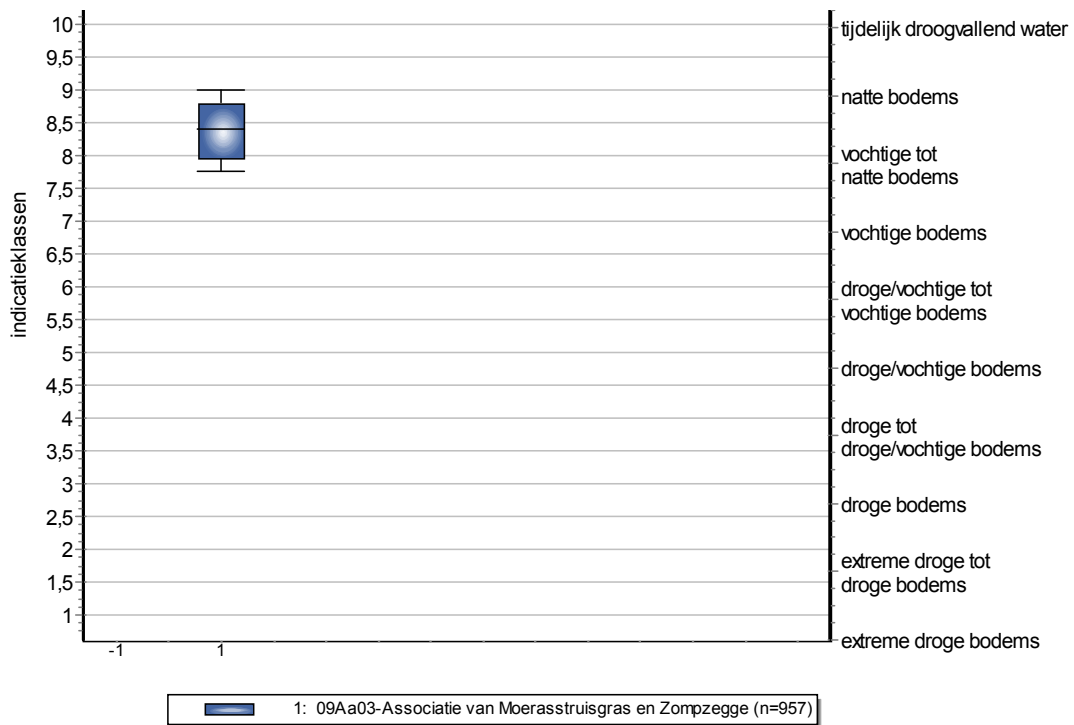 10
9,5
9
8,5
8
7,5
7
6,5
6
5,5
5
4,5
4
3,5
3
2,5
2
1,5
1
indicatieklassen
-1 1
tijdelijk droogvallend water
natte bodems
vochtige tot
natte bodems
vochtige bodems
droge/vochtige tot
vochtige bodems
droge/vochtige bodems
droge tot
droge/vochtige bodems
droge bodems
extreme droge tot
droge bodems
extreme droge bodems
1: 09Aa03-Associatie van Moerasstruisgras en Zompzegge (n=957)